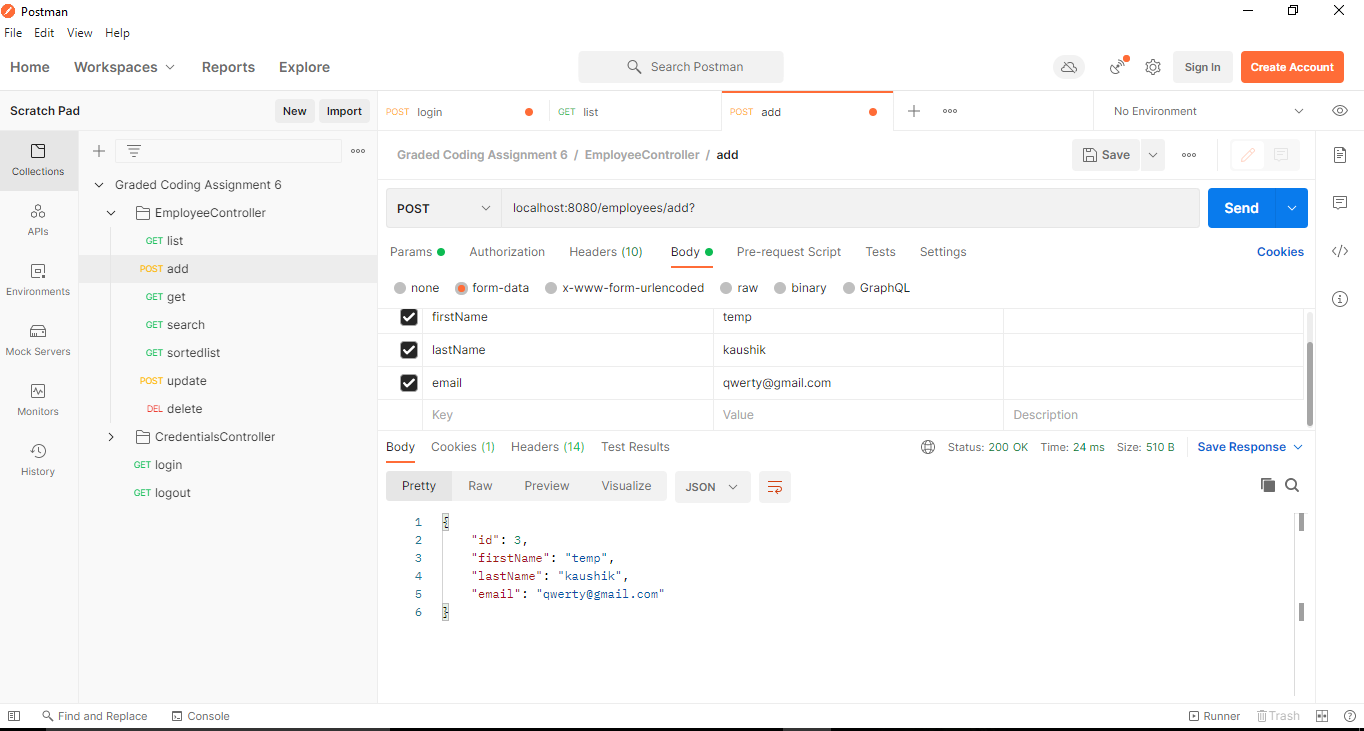 Postman
File Edit View Help
Home Workspaces Reports Explore Search Postman Sign In Create Account
Scratch Pad New Import
POST login GET list POST add No Environment
Collections
APIs
Environments
Mock Servers
Monitors
History
Graded Coding Assignment 6
EmployeeController
GET list
POST add
GET get
GET search
GET sortedlist
POST update
DEL delete
CredentialsController
GET login
GET logout
Graded Coding Assignment 6 / EmployeeController / add Save
POST localhost:8080/employees/add? Send
Params Authorization Headers (10) Body Pre-request Script Tests Settings Cookies
none form-data x-www-form-urlencoded raw binary GraphQL
firstName temp
lastName kaushik
email qwerty@gmail.com
Key Value Description
Body Cookies (1) Headers (14) Test Results Status: 200 OK Time: 24 ms Size: 510 B Save Response
Pretty Raw Preview Visualize JSON
1 {
2 "id": 3,
3 "firstName": "temp",
4 "lastName": "kaushik",
5 "email": "qwerty@gmail.com"
6 }
Find and Replace Console Runner Trash